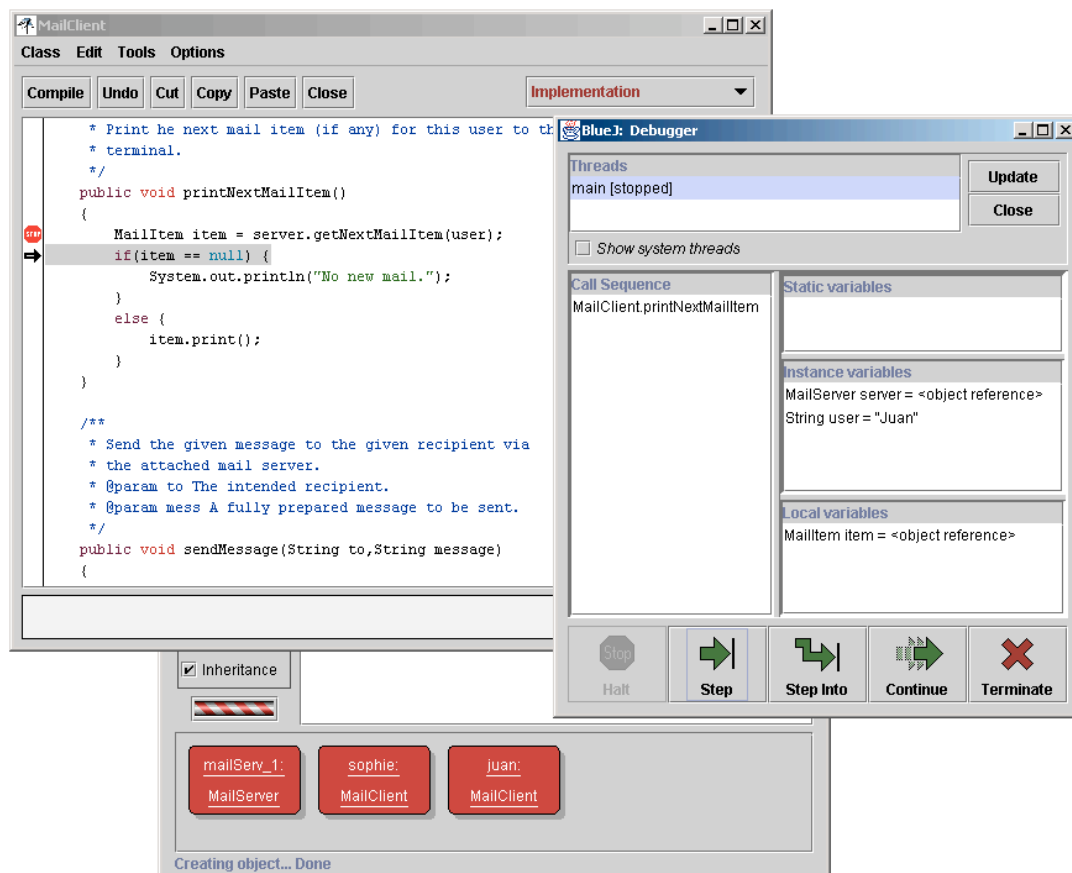 MailClient
Class Edit Tools Options
Compile Undo Cut Copy Paste Close
Implementation
* Print he next mail item (if any) for this user to th
* terminal.
*/
public void printNextMailItem()
{
STOP
MailItem item = server.getNextMailItem(user);
if(item == null) {
System.out.println("No new mail.");
}
else {
item.print();
}
}
/**
* Send the given message to the given recipient via
* the attached mail server.
* @param to The intended recipient.
* @param mess A fully prepared message to be sent.
*/
public void sendMessage(String to,String message)
{
BlueJ: Debugger
Threads
main [stopped]
Update
Close
Show system threads
Call Sequence
MailClient.printNextMailItem
Static variables
Instance variables
MailServer server = <object reference>
String user = "Juan"
Local variables
MailItem item = <object reference>
Stop
Halt
Step
Step Into
Continue
Terminate
Inheritance
mailServ_1:
MailServer
sophie:
MailClient
juan:
MailClient
Creating object... Done